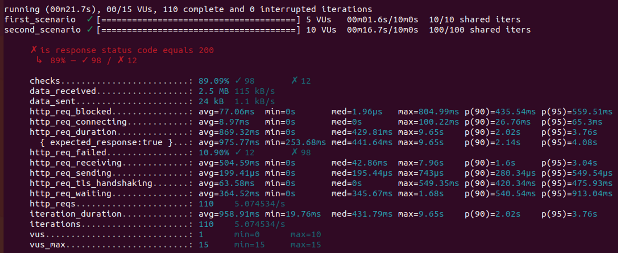 running (00m21.7s), 00/15 VUs, 110 complete and 0 interrupted iterations
first_scenario ✓ [======================================] 5 VUs 00m01.6s/10m0s 10/10 shared iters
second_scenario ✓ [======================================] 10 VUs 00m16.7s/10m0s 100/100 shared iters
✗ is response status code equals 200
↳ 89% — ✓ 98 / ✗ 12
checks.........................: 89.09% ✓ 98 ✗ 12
data_received..................: 2.5 MB 115 kB/s
data_sent......................: 24 kB 1.1 kB/s
http_req_blocked...............: avg=77.06ms min=0s med=1.96µs max=804.99ms p(90)=435.54ms p(95)=559.51ms
http_req_connecting............: avg=8.97ms min=0s med=0s max=100.22ms p(90)=26.76ms p(95)=65.3ms
http_req_duration..............: avg=869.32ms min=0s med=429.81ms max=9.65s p(90)=2.02s p(95)=3.76s
{ expected_response:true }...: avg=975.77ms min=253.68ms med=441.64ms max=9.65s p(90)=2.14s p(95)=4.08s
http_req_failed................: 10.90% ✓ 12 ✗ 98
http_req_receiving.............: avg=504.59ms min=0s med=42.86ms max=7.96s p(90)=1.6s p(95)=3.04s
http_req_sending...............: avg=199.41µs min=0s med=195.44µs max=743µs p(90)=280.34µs p(95)=549.54µs
http_req_tls_handshaking.......: avg=63.58ms min=0s med=0s max=549.35ms p(90)=420.34ms p(95)=475.93ms
http_req_waiting...............: avg=364.52ms min=0s med=345.67ms max=1.68s p(90)=540.54ms p(95)=913.04ms
http_reqs......................: 110 5.074534/s
iteration_duration.............: avg=958.91ms min=19.76ms med=431.79ms max=9.65s p(90)=2.02s p(95)=3.76s
iterations.....................: 110 5.074534/s
vus............................: 1 min=0 max=10
vus_max........................: 15 min=15 max=15